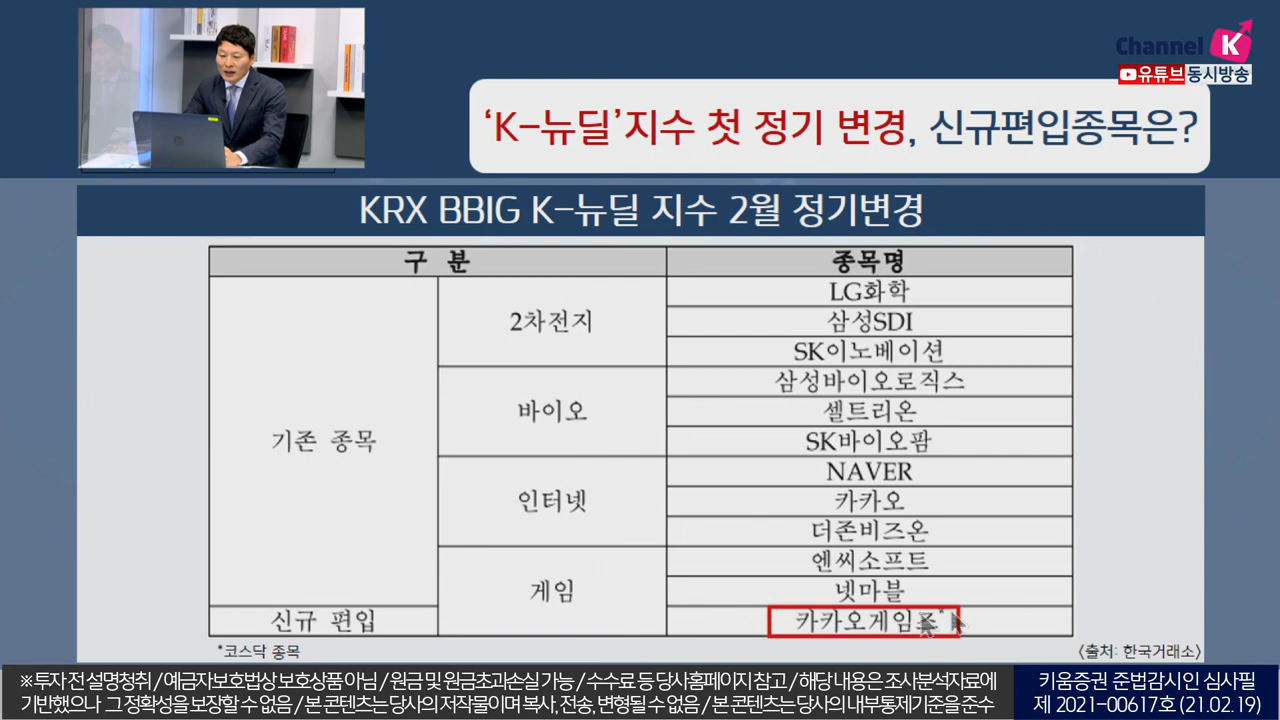 Channel K
유튜브 동시방송
‘K-뉴딜’지수 첫 정기 변경, 신규편입종목은?
KRX BBIG K-뉴딜 지수 2월 정기변경
구 분 종목명
기존 종목 2차전지 LG화학
삼성SDI
SK이노베이션
바이오 삼성바이오로직스
셀트리온
SK바이오팜
인터넷 NAVER
카카오
더존비즈온
게임 엔씨소프트
넷마블
신규 편입 카카오게임즈*
*코스닥 종목 <출처: 한국거래소>
※ 투자 전 설명청취 / 예금자보호법상 보호상품 아님 / 원금 및 원금초과손실 가능 / 수수료 등 당사홈페이지 참고 / 해당 내용은 조사분석자료에
기반했으나 그 정확성을 보장할 수 없음 / 본 콘텐츠는 당사의 저작물이며 복사, 전송, 변형될 수 없음 / 본 콘텐츠는 당사의 내부통제기준을 준수
키움증권 준법감시인 심사필
제 2021-00617호 (21.02.19)